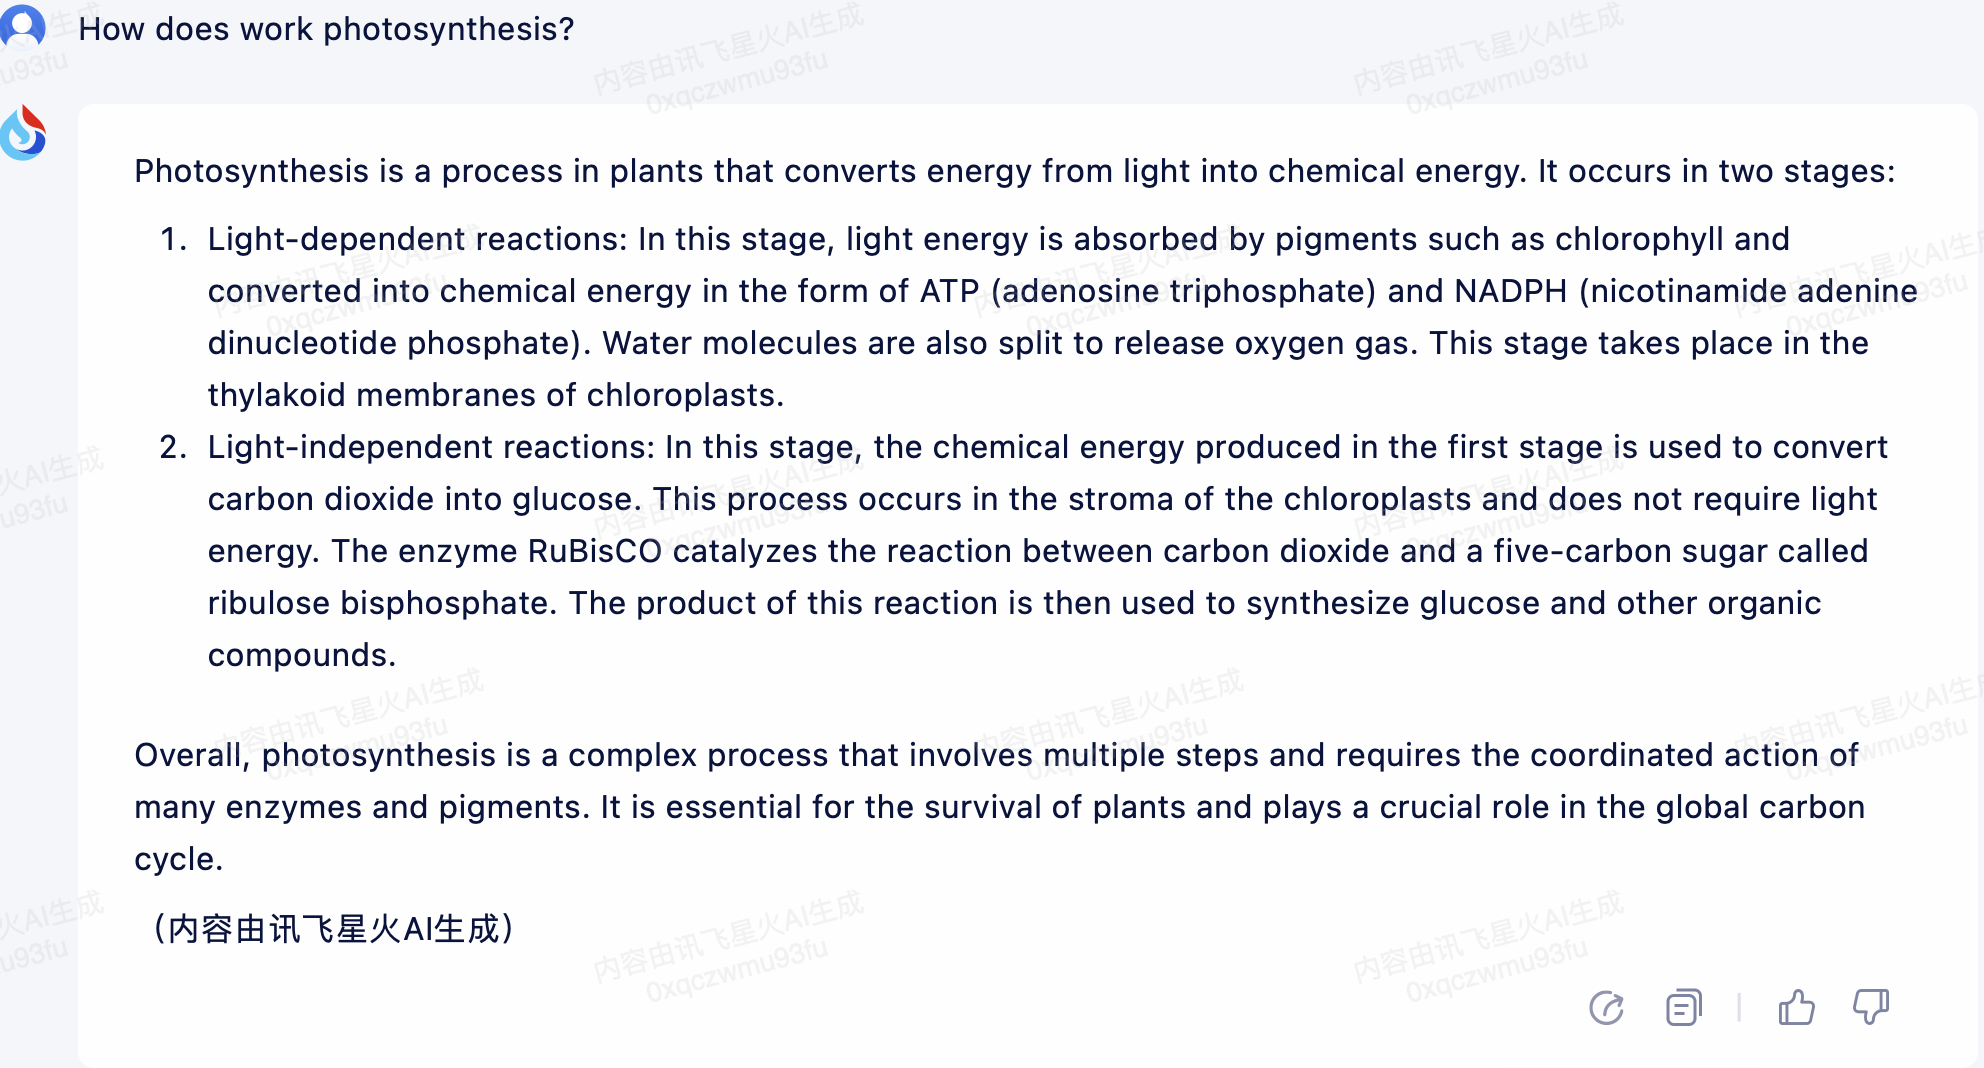 How does work photosynthesis?
Photosynthesis is a process in plants that converts energy from light into chemical energy. It occurs in two stages:
1. Light-dependent reactions: In this stage, light energy is absorbed by pigments such as chlorophyll and
converted into chemical energy in the form of ATP (adenosine triphosphate) and NADPH (nicotinamide adenine
dinucleotide phosphate). Water molecules are also split to release oxygen gas. This stage takes place in the
thylakoid membranes of chloroplasts.
2. Light-independent reactions: In this stage, the chemical energy produced in the first stage is used to convert
carbon dioxide into glucose. This process occurs in the stroma of the chloroplasts and does not require light
energy. The enzyme RuBisCO catalyzes the reaction between carbon dioxide and a five-carbon sugar called
ribulose bisphosphate. The product of this reaction is then used to synthesize glucose and other organic
compounds.
Overall, photosynthesis is a complex process that involves multiple steps and requires the coordinated action of
many enzymes and pigments. It is essential for the survival of plants and plays a crucial role in the global carbon
cycle.
（内容由讯飞星火AI生成）
内容由讯飞星火AI生成
0xqczwmu93fu